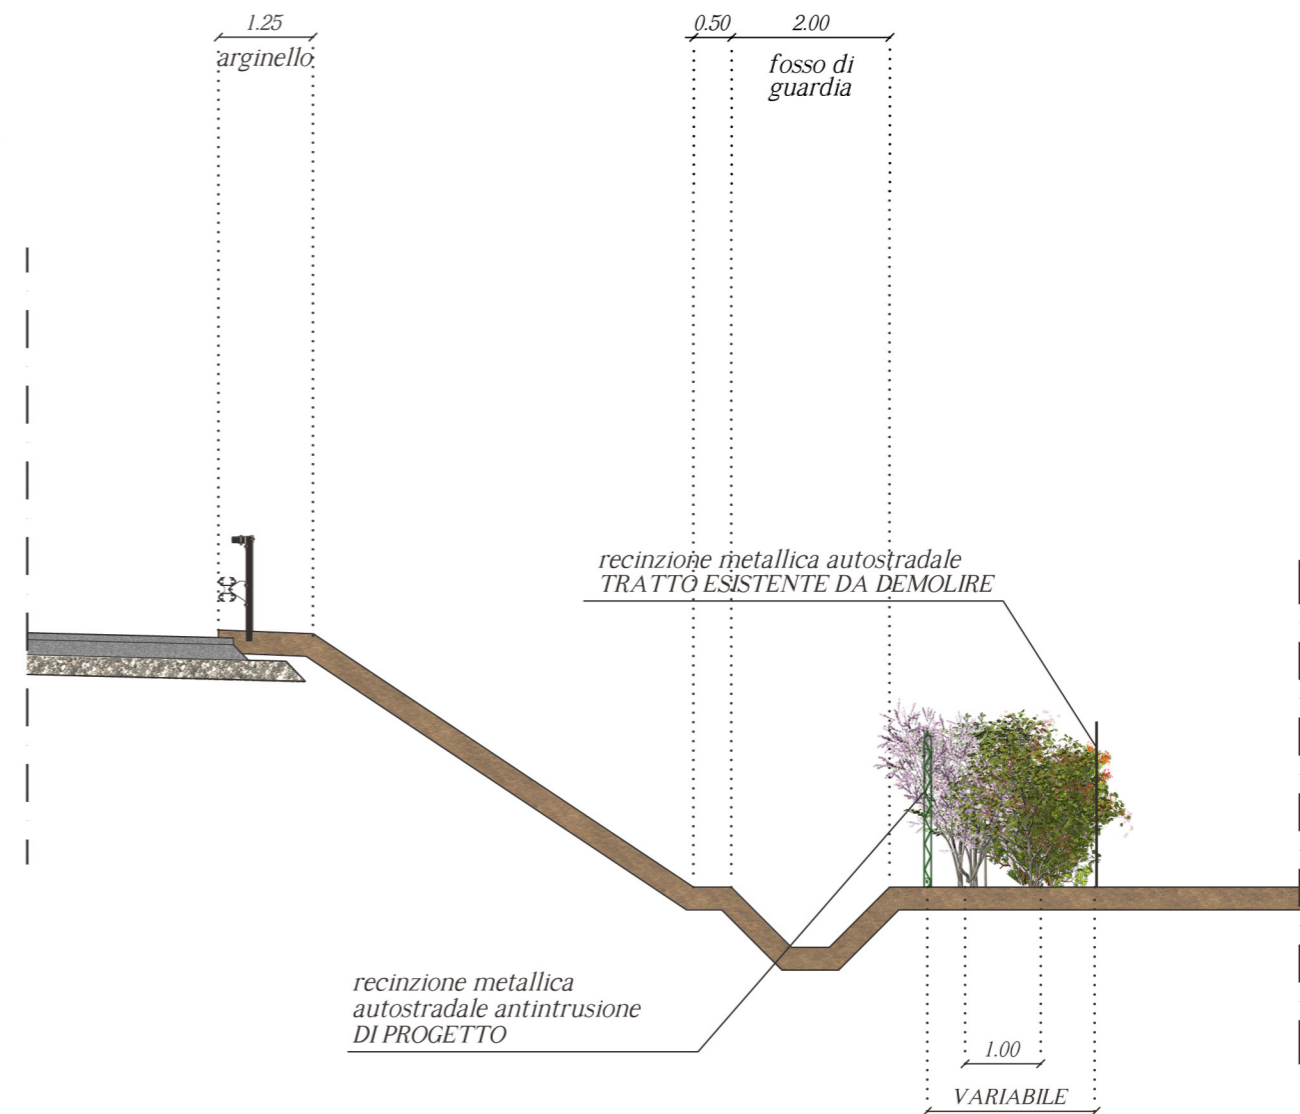 1.25
arginello
0.50
2.00
fosso di
guardia
recinzione metallica autostradale
TRATTO ESISTENTE DA DEMOLIRE
recinzione metallica
autostradale antintrusione
DI PROGETTO
1.00
VARIABILE